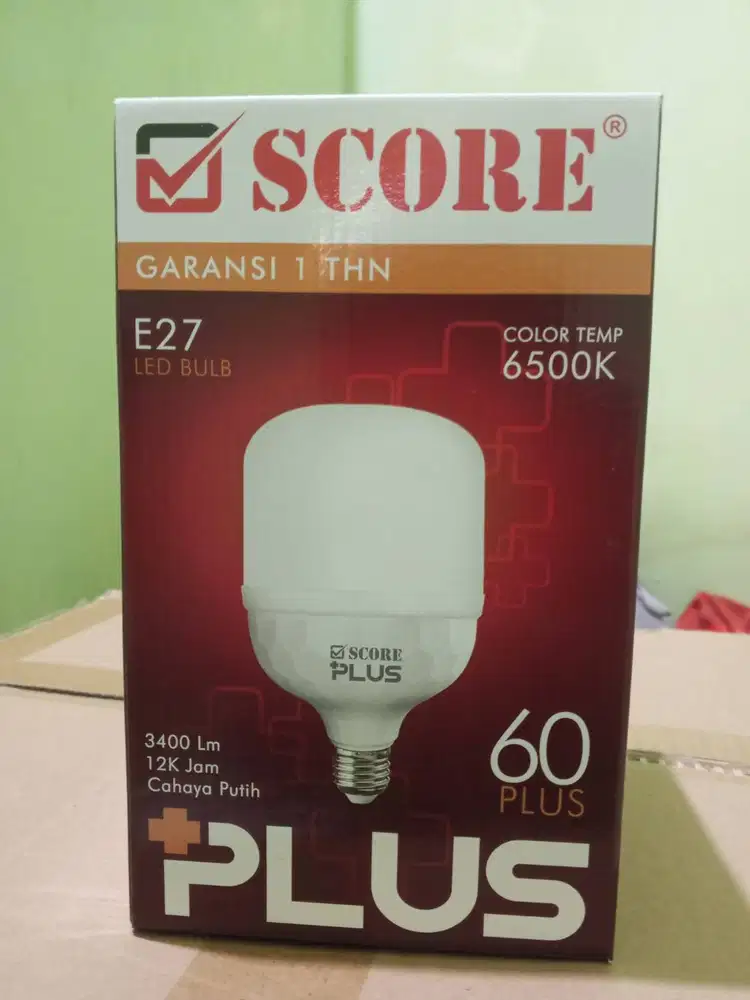 SCORE®
GARANSI 1 THN
E27
LED BULB
COLOR TEMP
6500K
SCORE
PLUS
3400 Lm
12K Jam
Cahaya Putih
60
PLUS
PLUS